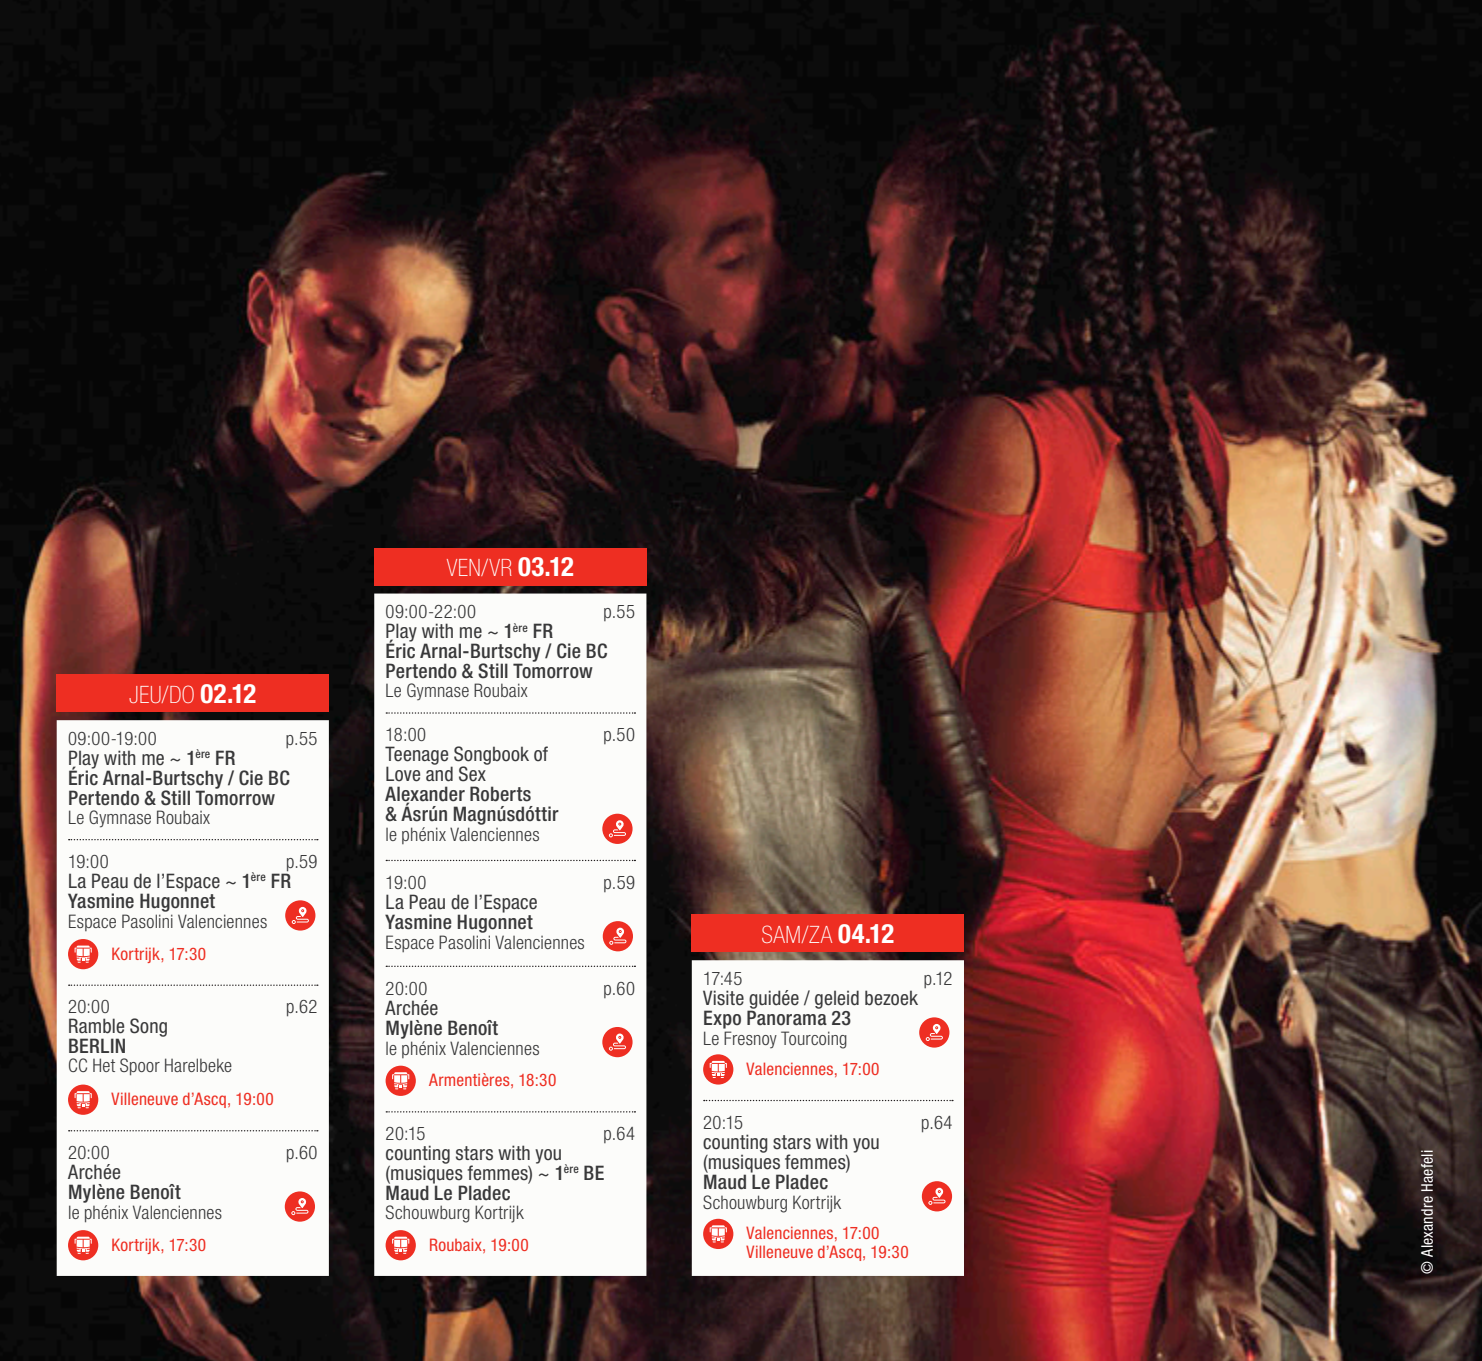 JEU/DO 02.12
09:00-19:00 p.55
Play with me ~ 1ère FR
Éric Arnal-Burtschy / Cie BC
Pertendo & Still Tomorrow
Le Gymnase Roubaix
19:00 p.59
La Peau de l'Espace ~ 1ère FR
Yasmine Hugonnet
Espace Pasolini Valenciennes
Kortrijk, 17:30
20:00 p.62
Ramble Song
BERLIN
CC Het Spoor Harelbeke
Villeneuve d'Ascq, 19:00
20:00 p.60
Archée
Mylène Benoît
le phénix Valenciennes
Kortrijk, 17:30
VEN/VR 03.12
09:00-22:00 p.55
Play with me ~ 1ère FR
Éric Arnal-Burtschy / Cie BC
Pertendo & Still Tomorrow
Le Gymnase Roubaix
18:00 p.50
Teenage Songbook of
Love and Sex
Alexander Roberts
& Ásrún Magnúsdóttir
le phénix Valenciennes
19:00 p.59
La Peau de l'Espace
Yasmine Hugonnet
Espace Pasolini Valenciennes
20:00 p.60
Archée
Mylène Benoît
le phénix Valenciennes
Armentières, 18:30
20:15 p.64
counting stars with you
(musiques femmes) ~ 1ère BE
Maud Le Pladec
Schouwburg Kortrijk
Roubaix, 19:00
SAM/ZA 04.12
17:45 p.12
Visite guidée / geleid bezoek
Expo Panorama 23
Le Fresnoy Tourcoing
Valenciennes, 17:00
20:15 p.64
counting stars with you
(musiques femmes)
Maud Le Pladec
Schouwburg Kortrijk
Valenciennes, 17:00
Villeneuve d'Ascq, 19:30
© Alexandre Haefeli